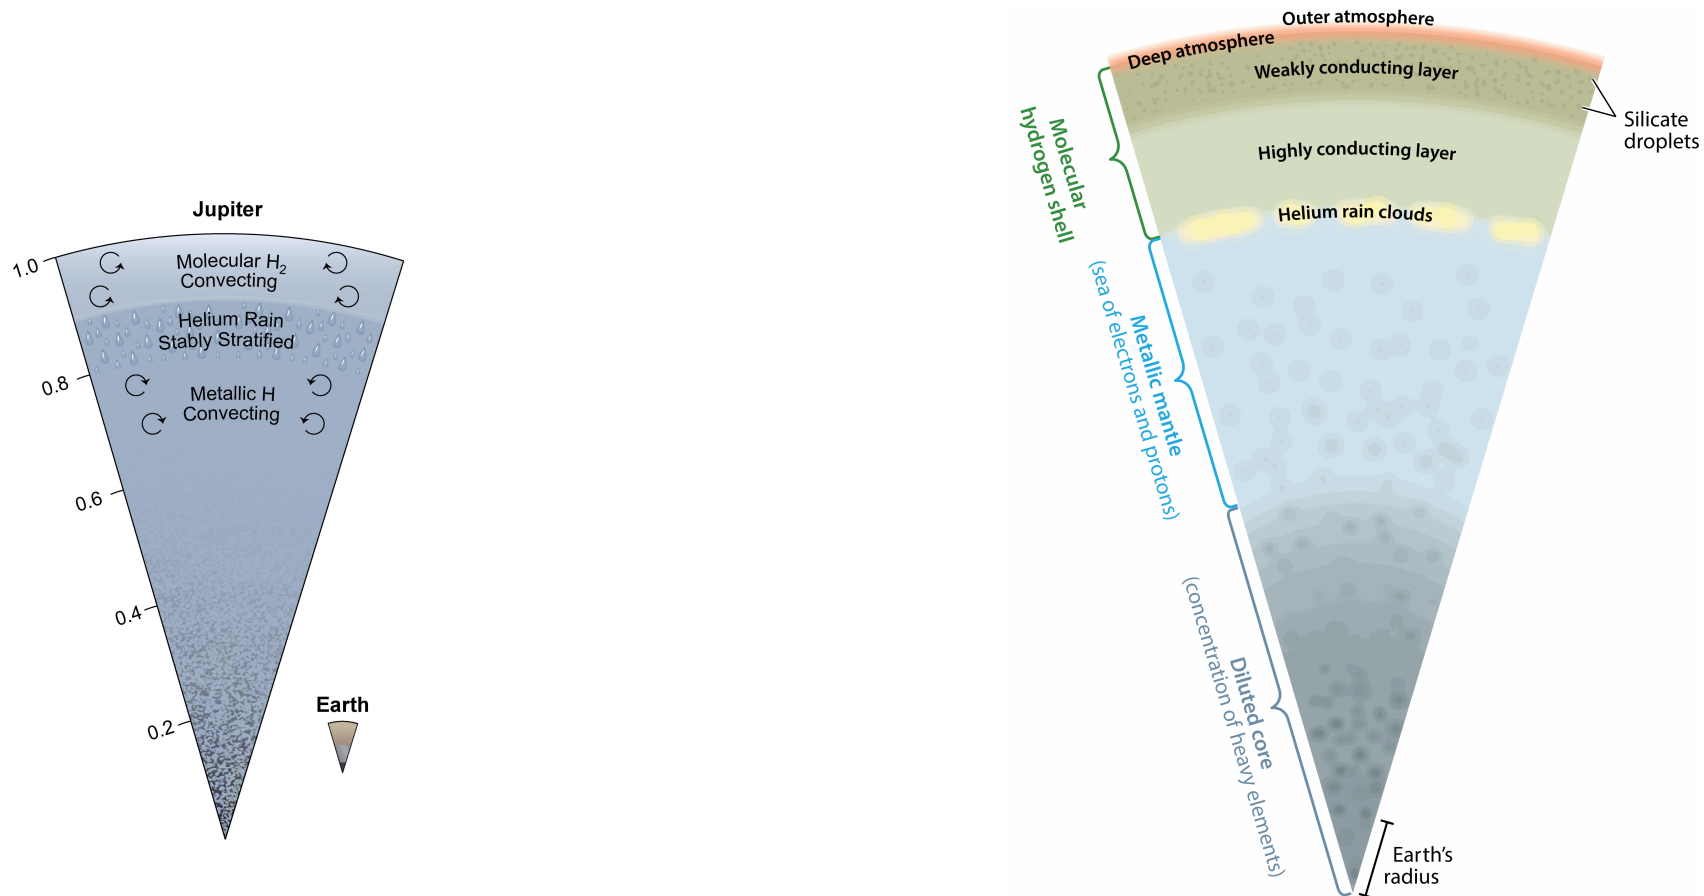 Jupiter
1.0
Molecular H₂
Convecting
Helium Rain
Stably Stratified
0.8
Metallic H
Convecting
0.6
0.4
0.2
Earth
Outer atmosphere
Deep atmosphere
Weakly conducting layer
Silicate
droplets
Highly conducting layer
Molecular
hydrogen shell
Helium rain clouds
Metallic mantle
(sea of electrons and protons)
Diluted core
(concentration of heavy elements)
Earth's
radius